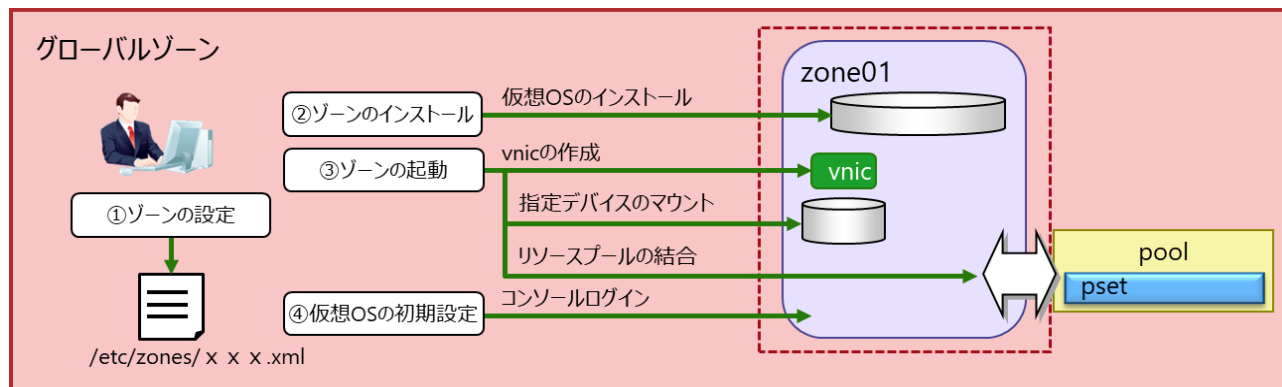 グローバルゾーン
zone01
②ゾーンのインストール
仮想OSのインストール
③ゾーンの起動
vnicの作成
vnic
①ゾーンの設定
指定デバイスのマウント
リソースプールの結合
pool
pset
④仮想OSの初期設定
コンソールログイン
/etc/zones/ｘｘｘ.xml